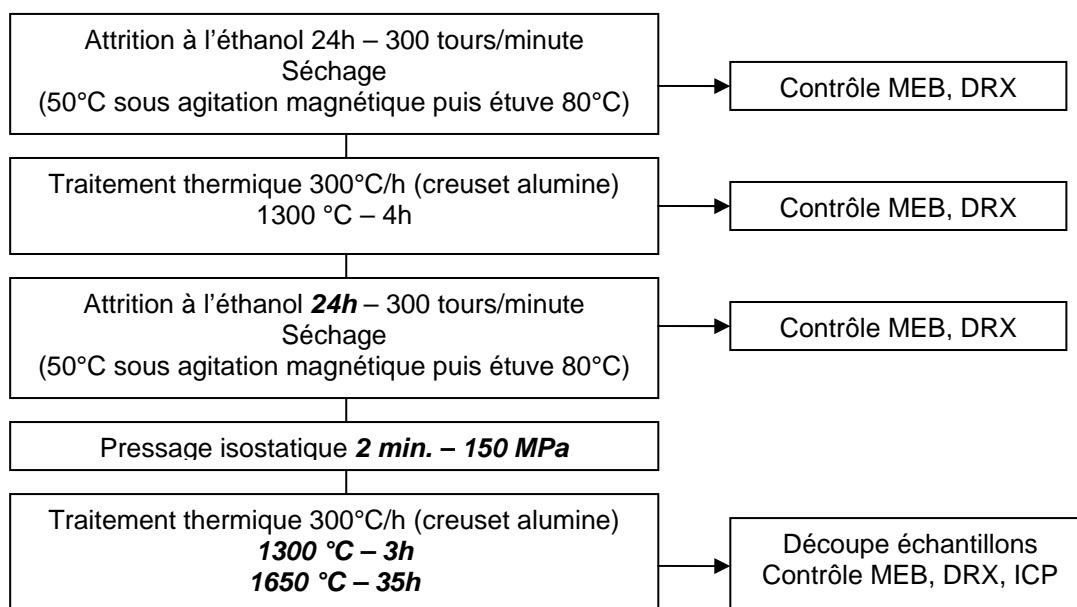 Attrition à l’éthanol 24h – 300 tours/minute
Séchage
(50°C sous agitation magnétique puis étuve 80°C)
Contrôle MEB, DRX
Traitement thermique 300°C/h (creuset alumine)
1300 °C – 4h
Contrôle MEB, DRX
Attrition à l’éthanol 24h – 300 tours/minute
Séchage
(50°C sous agitation magnétique puis étuve 80°C)
Contrôle MEB, DRX
Pressage isostatique 2 min. – 150 MPa
Traitement thermique 300°C/h (creuset alumine)
1300 °C – 3h
1650 °C – 35h
Découpe échantillons
Contrôle MEB, DRX, ICP